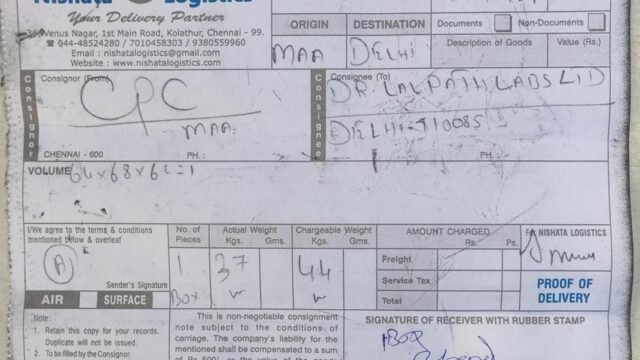 Nishata Logistics
Your Delivery Partner
Venus Nagar, 1st Main Road, Kolathur, Chennai - 99.
☎ 044-48524280 / 7010458303 / 9380559960
Email : nishatalogistics@gmail.com
Website : www.nishatalogistics.com
ORIGIN
DESTINATION
MAA
DELHI
Documents
Non-Documents
Description of Goods
Value (Rs.)
Consignor
Consignor (From)
CPC
MAA
CHENNAI - 600
PH. :
Consignee
Consignee (To)
DR. LAL PATH LABS LTD
DELHI-110085
PH. :
VOLUME 64x68x62=1
I/We agree to the terms & conditions
mentioned below & overleaf
A
Sender's Signature
AIR
SURFACE
No. of Pieces
1
BOX
Actual Weight
Kgs. Gms.
37
Chargeable Weight
Kgs. Gms.
44
AMOUNT CHARGED
Rs. Ps.
Freight
Service Tax
Total
NISHATA LOGISTICS
PROOF OF
DELIVERY
Note :
1. Retain this copy for your records.
Duplicate will not be issued.
2. To be filled by the Consignor.
This is non-negotiable consignment
note subject to the conditions of
carriage. The company's liability for the
mentioned shall be compensated to a sum
SIGNATURE OF RECEIVER WITH RUBBER STAMP